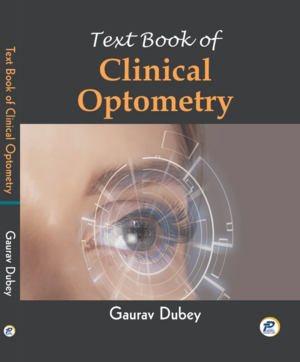 Text Book of
Clinical
Optometry
Gaurav Dubey
Text Book of Clinical Optometry
Gaurav Dubey